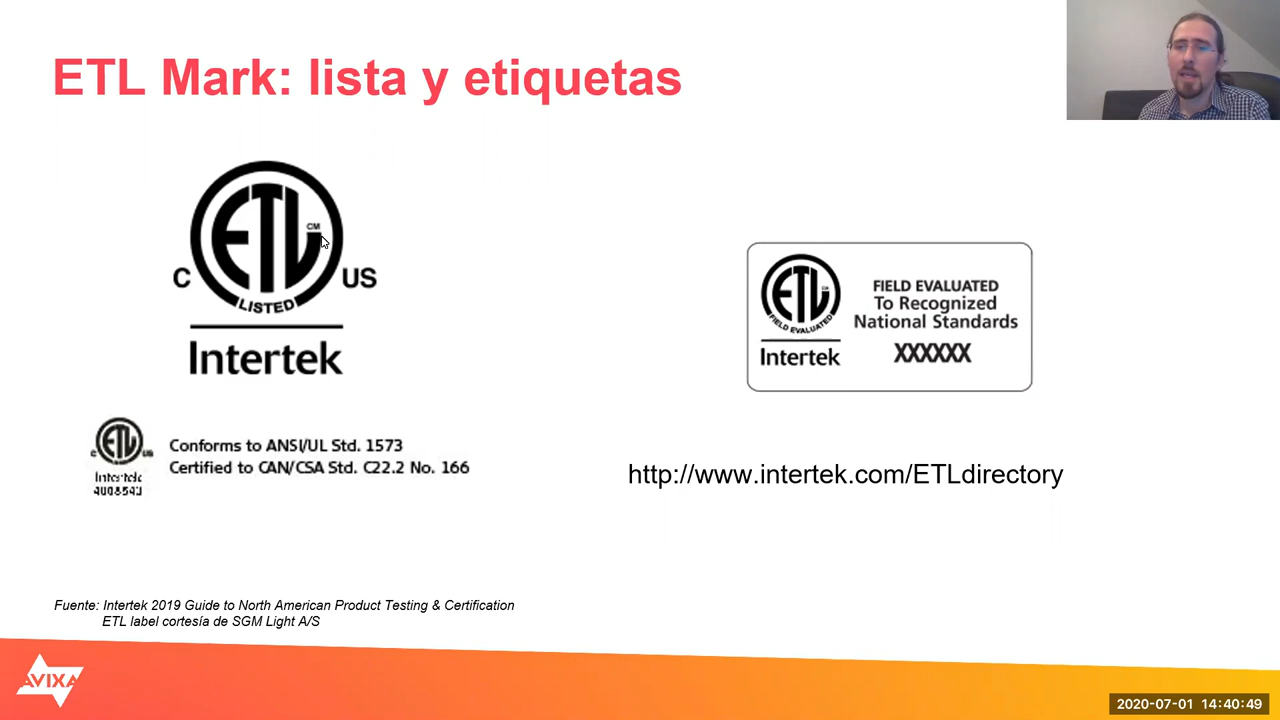 ETL Mark: lista y etiquetas
ETL CM
C US
LISTED
Intertek
ETL
C US
Intertek
Conforms to ANSI/UL Std. 1573
Certified to CAN/CSA Std. C22.2 No. 166
ETL CM
FIELD EVALUATED
Intertek
FIELD EVALUATED
To Recognized
National Standards
XXXXXX
http://www.intertek.com/ETLdirectory
Fuente: Intertek 2019 Guide to North American Product Testing & Certification
ETL label cortesía de SGM Light A/S
AVIXA
2020-07-01 14:40:49